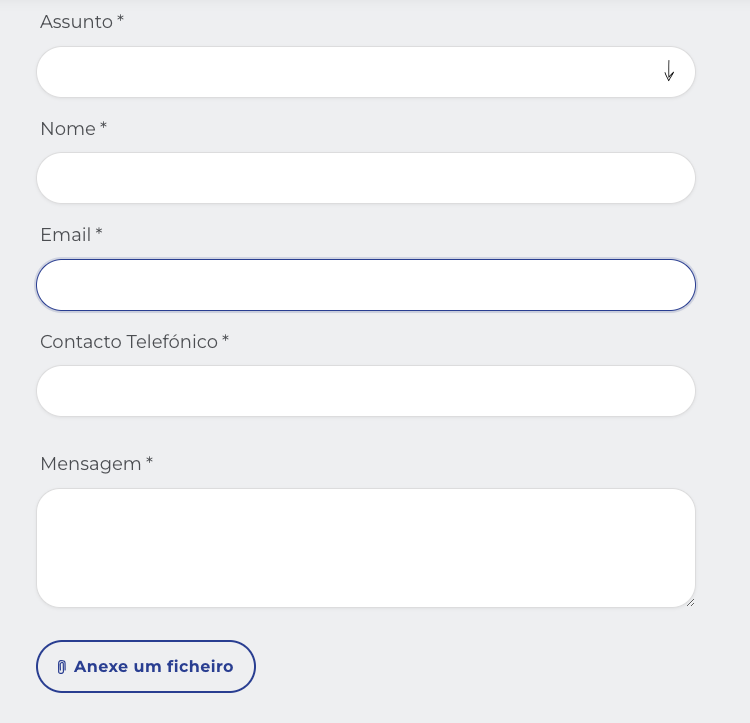 Assunto *
Nome *
Email *
Contacto Telefónico *
Mensagem *
Anexe um ficheiro